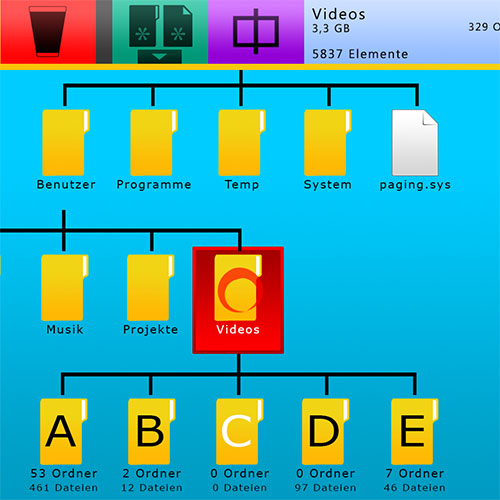 Videos
3,3 GB
329 O
5837 Elemente
Benutzer
Programme
Temp
System
paging.sys
Musik
Projekte
Videos
A
B
C
D
E
53 Ordner
2 Ordner
0 Ordner
0 Ordner
7 Ordner
461 Dateien
12 Dateien
0 Dateien
97 Dateien
46 Dateien